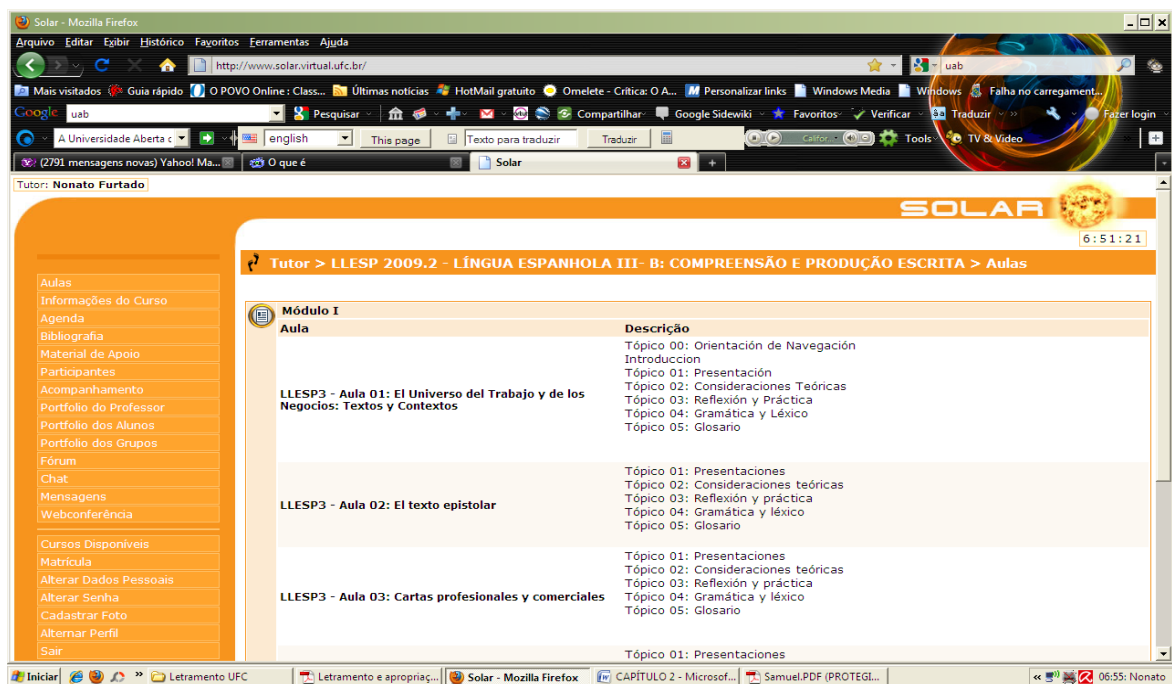 Solar - Mozilla Firefox
Arquivo Editar Exibir Histórico Favoritos Ferramentas Ajuda
http://www.solar.virtual.ufc.br/
uab
Mais visitados Guia rápido O POVO Online : Class... Últimas notícias HotMail gratuito Omelete - Crítica: O A... Personalizar links Windows Media Windows Falha no carregament...
Google uab Pesquisar Compartilhar Google Sidewiki Favoritos Verificar Traduzir Fazer login
A Universidade Aberta c english This page Texto para traduzir Traduzir Tools TV & Video
(2791 mensagens novas) Yahoo! Ma... O que é Solar
Tutor: Nonato Furtado
SOLAR
6:51:21
Tutor > LLESP 2009.2 - LÍNGUA ESPANHOLA III- B: COMPREENSÃO E PRODUÇÃO ESCRITA > Aulas
Aulas
Informações do Curso
Agenda
Bibliografia
Material de Apoio
Participantes
Acompanhamento
Portfolio do Professor
Portfolio dos Alunos
Portfolio dos Grupos
Fórum
Chat
Mensagens
Webconferência
Cursos Disponíveis
Matrícula
Alterar Dados Pessoais
Alterar Senha
Cadastrar Foto
Alternar Perfil
Sair
Módulo I
Aula Descrição
LLESP3 - Aula 01: El Universo del Trabajo y de los
Negocios: Textos y Contextos
Tópico 00: Orientación de Navegación
Introduccion
Tópico 01: Presentación
Tópico 02: Consideraciones Teóricas
Tópico 03: Reflexión y Práctica
Tópico 04: Gramática y Léxico
Tópico 05: Glosario
LLESP3 - Aula 02: El texto epistolar
Tópico 01: Presentaciones
Tópico 02: Consideraciones teóricas
Tópico 03: Reflexión y práctica
Tópico 04: Gramática y léxico
Tópico 05: Glosario
LLESP3 - Aula 03: Cartas profesionales y comerciales
Tópico 01: Presentaciones
Tópico 02: Consideraciones teóricas
Tópico 03: Reflexión y práctica
Tópico 04: Gramática y léxico
Tópico 05: Glosario
Tópico 01: Presentaciones
Iniciar Letramento UFC Letramento e apropriaç... Solar - Mozilla Firefox CAPÍTULO 2 - Microsof... Samuel.PDF (PROTEGI... 06:55: Nonato